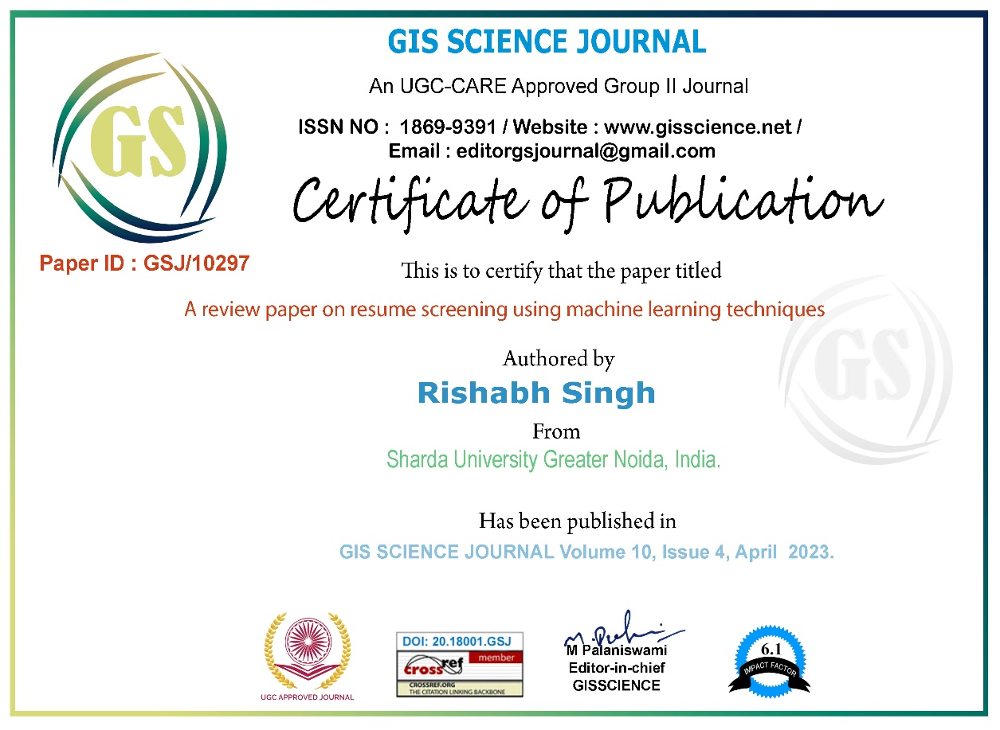 GIS SCIENCE JOURNAL
An UGC-CARE Approved Group II Journal
ISSN NO :  1869-9391 / Website : www.gisscience.net /
Email : editorgsjournal@gmail.com
GS
Certificate of Publication
Paper ID : GSJ/10297
This is to certify that the paper titled
A review paper on resume screening using machine learning techniques
GS
Authored by
Rishabh Singh
From
Sharda University Greater Noida, India.
Has been published in
GIS SCIENCE JOURNAL Volume 10, Issue 4, April  2023.
UGC APPROVED JOURNAL
DOI: 20.18001.GSJ
crossref
member
CROSSREF.ORG
THE CITATION LINKING BACKBONE
M Palaniswami
Editor-in-chief
GISSCIENCE
6.1
IMPACT FACTOR